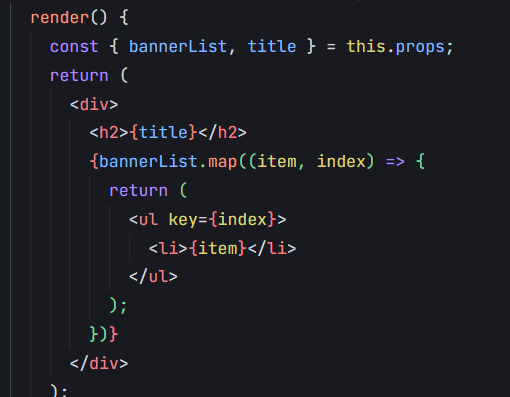 render() {
const { bannerList, title } = this.props;
return (
<div>
<h2>{title}</h2>
{bannerList.map((item, index) => {
return (
<ul key={index}>
<li>{item}</li>
</ul>
);
})}
</div>
);